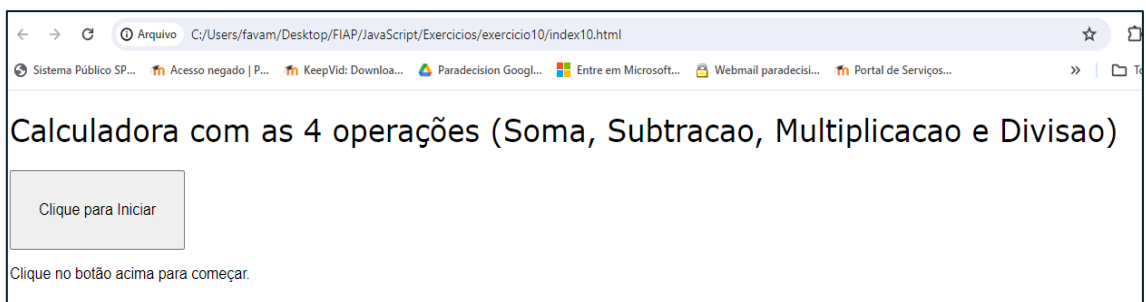 Arquivo C:/Users/favam/Desktop/FIAP/JavaScript/Exercicios/exercicio10/index10.html
Sistema Público SP... Acesso negado | P... KeepVid: Downloa... Paradecision Googl... Entre em Microsoft... Webmail paradecisi... Portal de Serviços... »
Calculadora com as 4 operações (Soma, Subtracao, Multiplicacao e Divisao)
Clique para Iniciar
Clique no botão acima para começar.